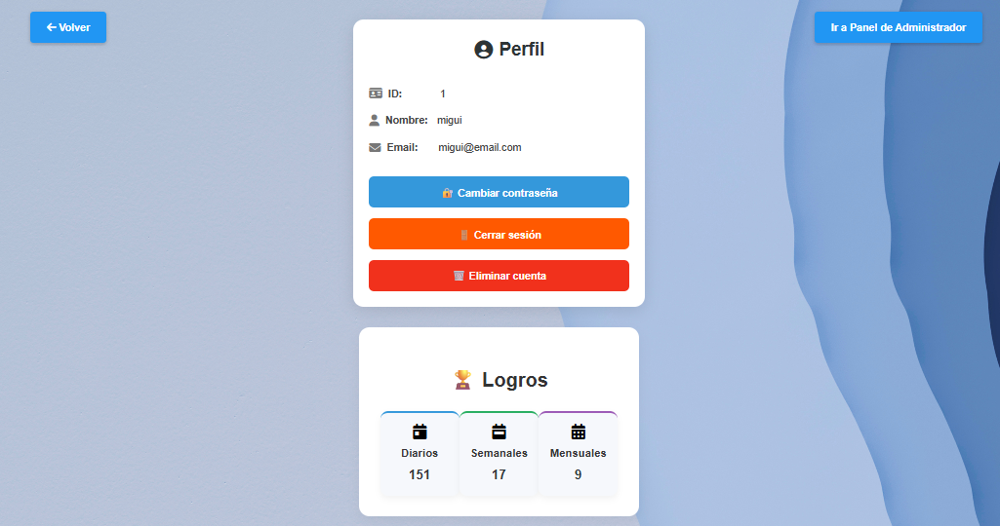 Volver
Ir a Panel de Administrador
Perfil
ID: 1
Nombre: migui
Email: migui@email.com
Cambiar contraseña
Cerrar sesión
Eliminar cuenta
Logros
Diarios Semanales Mensuales
151 17 9